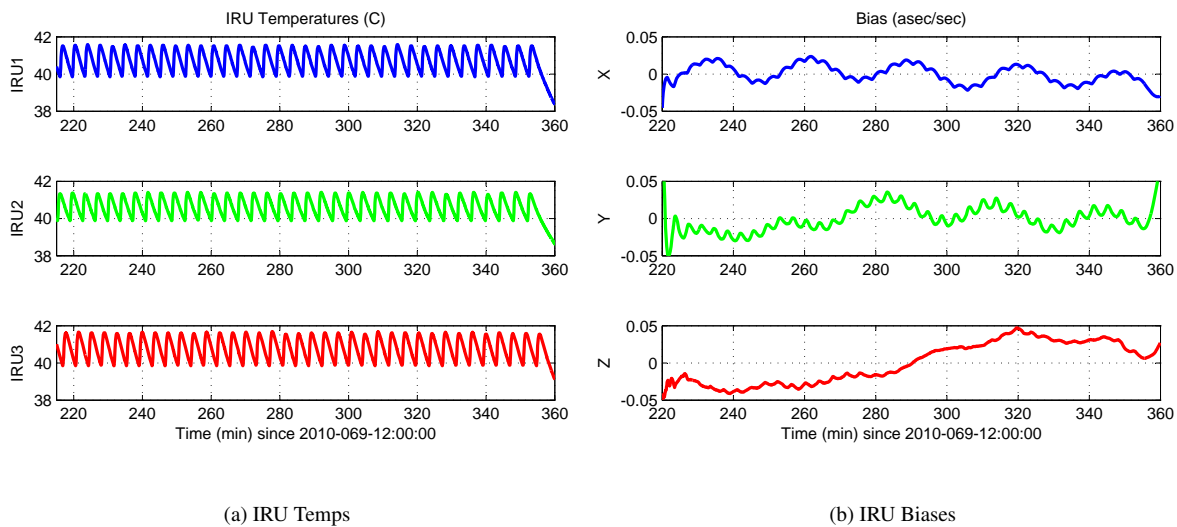 IRU Temperatures (C)
42
40
38
IRU1
220 240 260 280 300 320 340 360
42
40
38
IRU2
220 240 260 280 300 320 340 360
42
40
38
IRU3
220 240 260 280 300 320 340 360
Time (min) since 2010-069-12:00:00
(a) IRU Temps
Bias (asec/sec)
0.05
0
-0.05
X
220 240 260 280 300 320 340 360
0.05
0
-0.05
Y
220 240 260 280 300 320 340 360
0.05
0
-0.05
Z
220 240 260 280 300 320 340 360
Time (min) since 2010-069-12:00:00
(b) IRU Biases